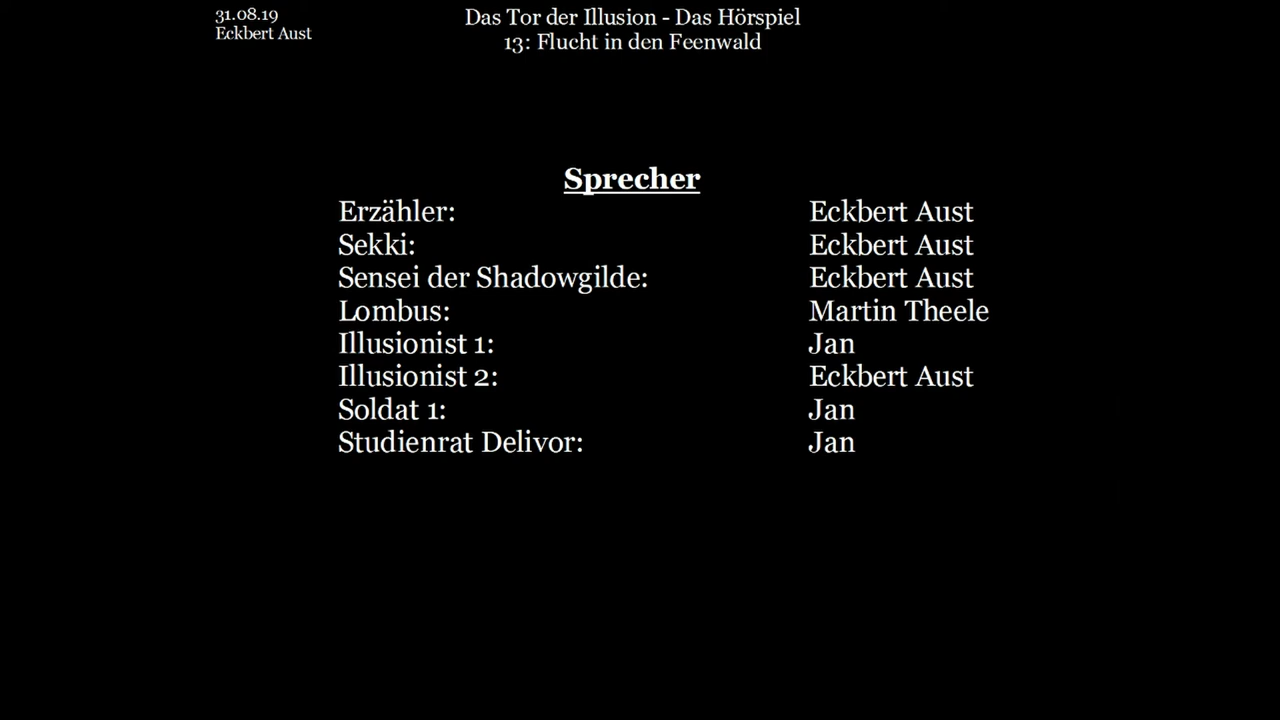 31.08.19
Eckbert Aust
Das Tor der Illusion - Das Hörspiel
13: Flucht in den Feenwald
Sprecher
Erzähler: Eckbert Aust
Sekki: Eckbert Aust
Sensei der Shadowgilde: Eckbert Aust
Lombus: Martin Theele
Illusionist 1: Jan
Illusionist 2: Eckbert Aust
Soldat 1: Jan
Studienrat Delivor: Jan